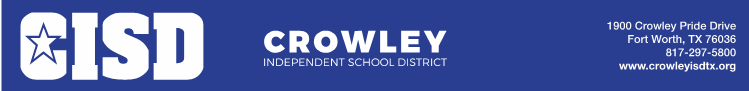 CISD
CROWLEY
INDEPENDENT SCHOOL DISTRICT
1900 Crowley Pride Drive
Fort Worth, TX 76036
817-297-5800
www.crowleyisdtx.org